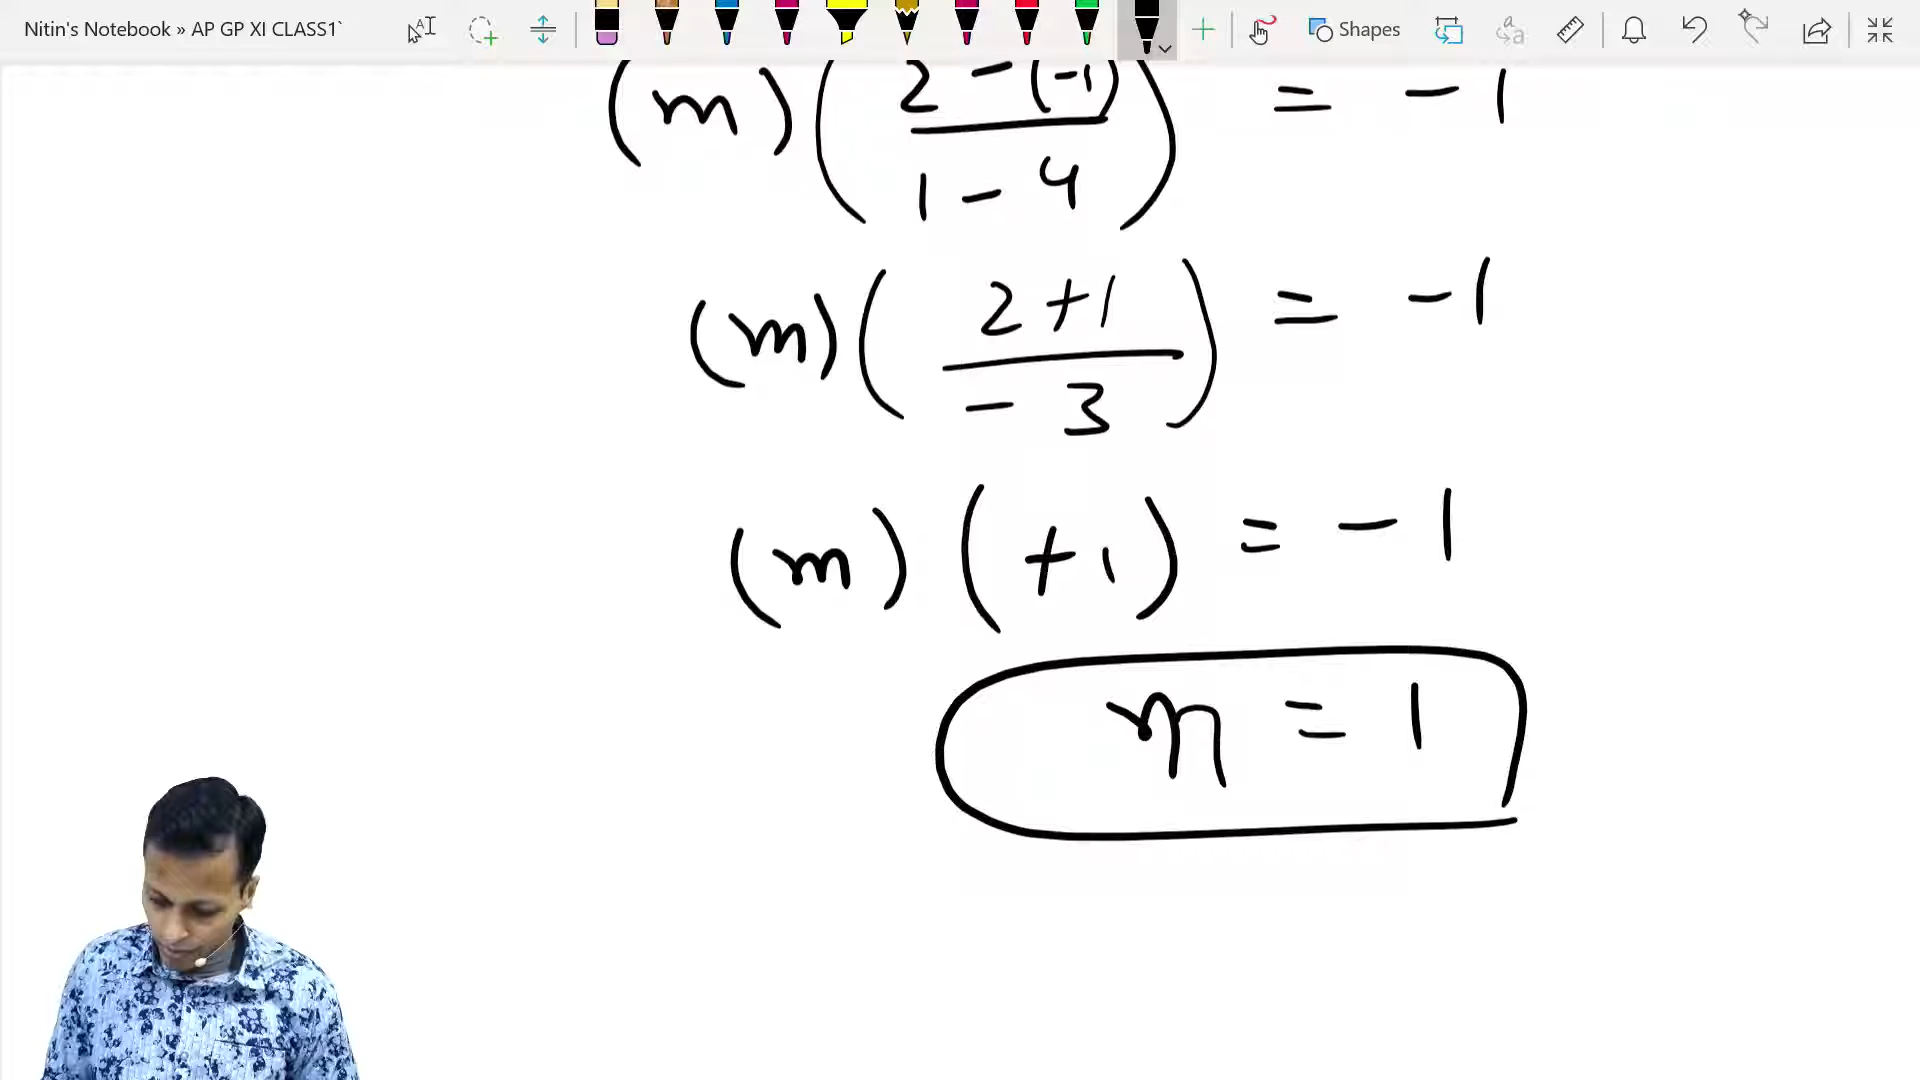 Nitin's Notebook » AP GP XI CLASS1`
Shapes
(m) ( 2 - (-1) / 1 - 4 ) = - 1
(m) ( 2 + 1 / - 3 ) = - 1
(m) ( + 1 ) = - 1
m = 1